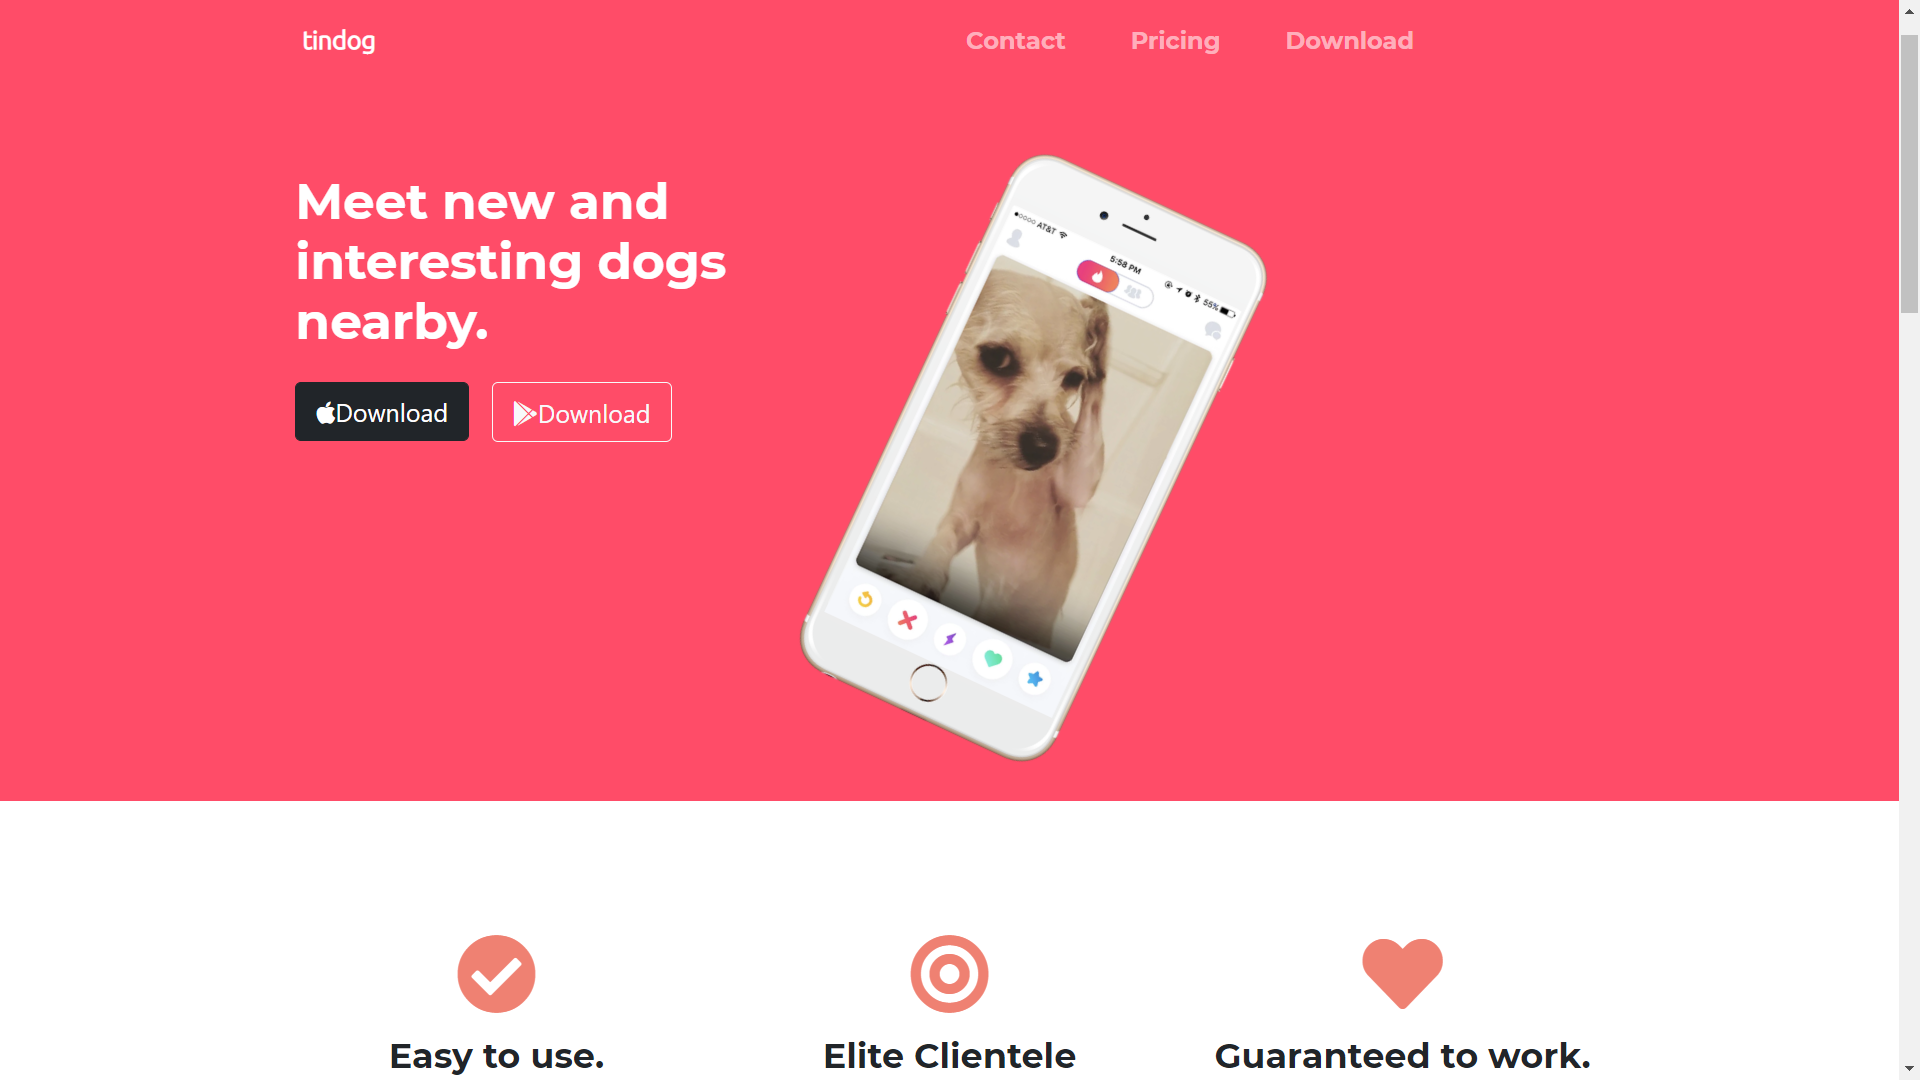 tindog
Contact Pricing Download
Meet new and
interesting dogs
nearby.
Download Download
AT&T
5:58 PM
55%
Easy to use. Elite Clientele Guaranteed to work.